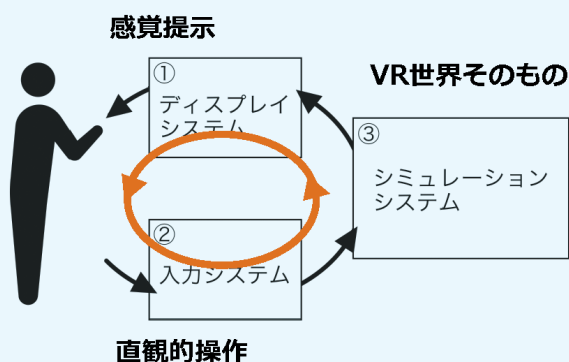 感覚提示
①
ディスプレイ
システム
VR世界そのもの
③
シミュレーション
システム
②
入力システム
直観的操作